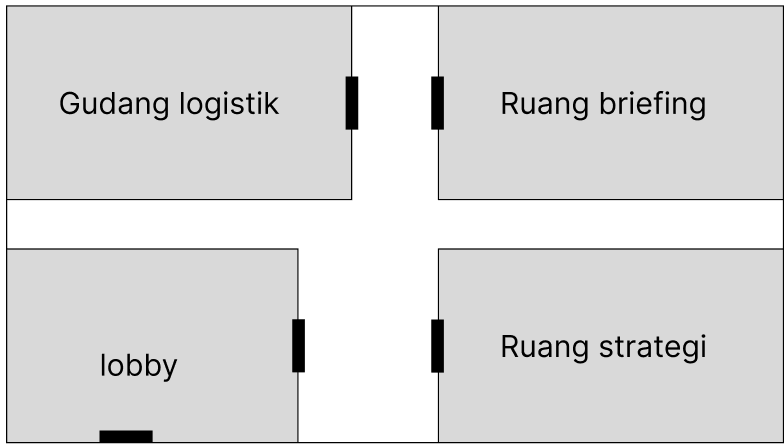 Gudang logistik
Ruang briefing
lobby
Ruang strategi